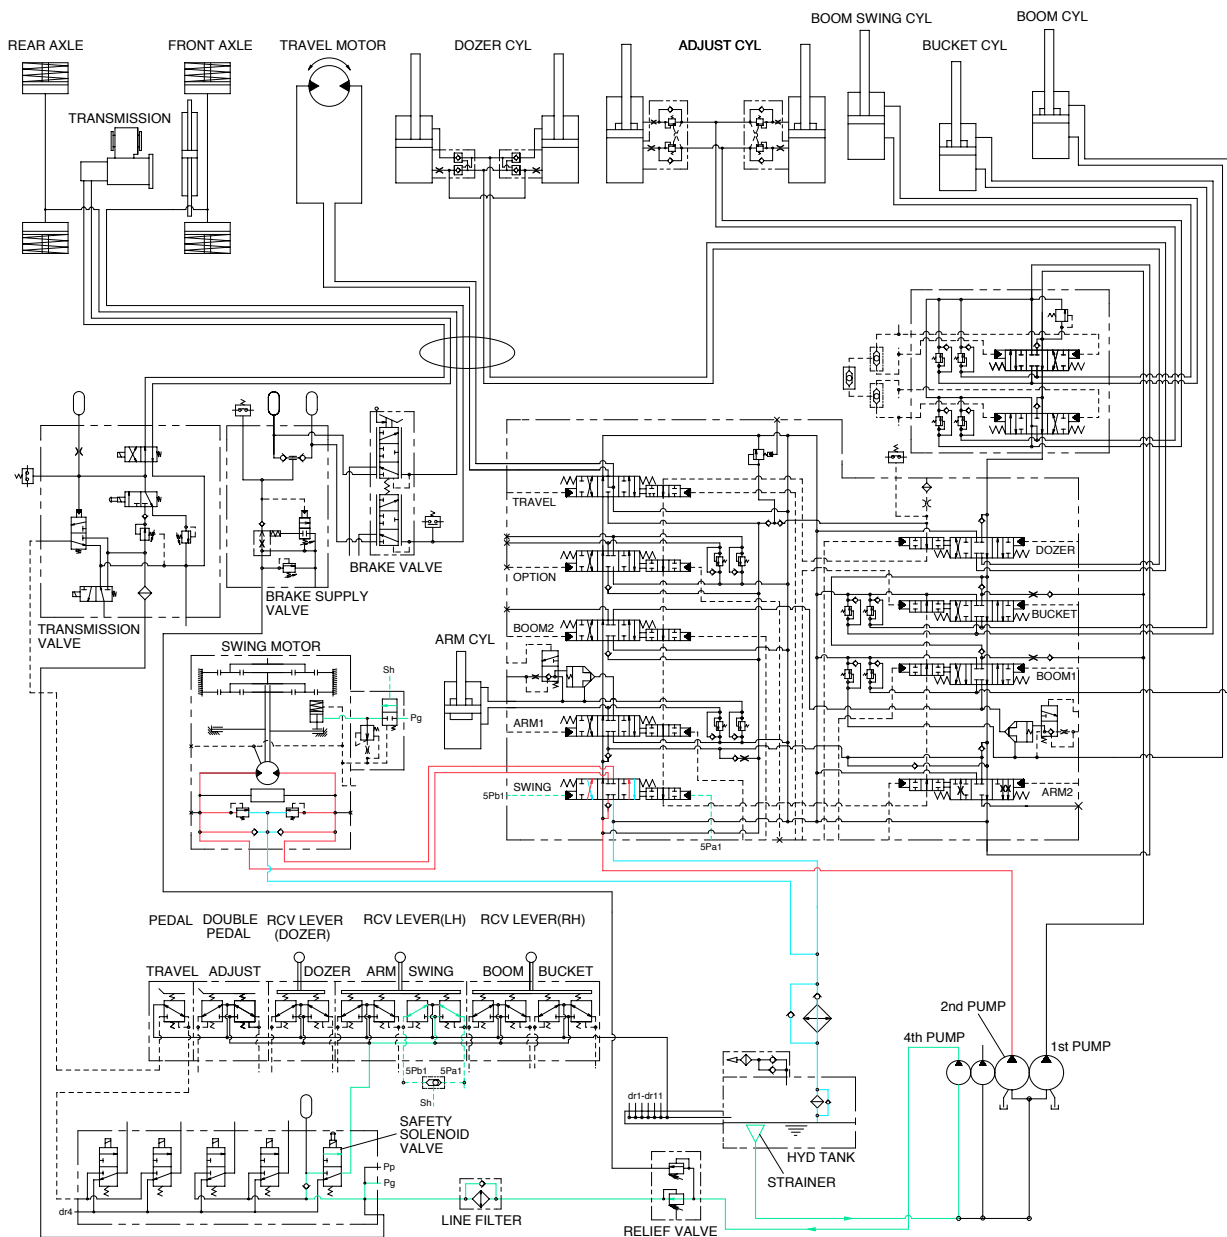 BOOM SWING CYL
BOOM CYL
REAR AXLE
FRONT AXLE
TRAVEL MOTOR
DOZER CYL
ADJUST CYL
BUCKET CYL
TRANSMISSION
TRAVEL
DOZER
OPTION
BRAKE VALVE
BRAKE SUPPLY
VALVE
BUCKET
TRANSMISSION
VALVE
BOOM2
ARM CYL
SWING MOTOR
Sh
BOOM1
Pg
ARM1
SWING
5Pb1
ARM2
5Pa1
PEDAL
DOUBLE
PEDAL
RCV LEVER
(DOZER)
RCV LEVER(LH)
RCV LEVER(RH)
TRAVEL
ADJUST
DOZER
ARM
SWING
BOOM
BUCKET
2nd PUMP
4th PUMP
1st PUMP
5Pb1
5Pa1
Sh
dr1-dr11
SAFETY
SOLENOID
VALVE
HYD TANK
STRAINER
Pp
Pg
dr4
LINE FILTER
RELIEF VALVE